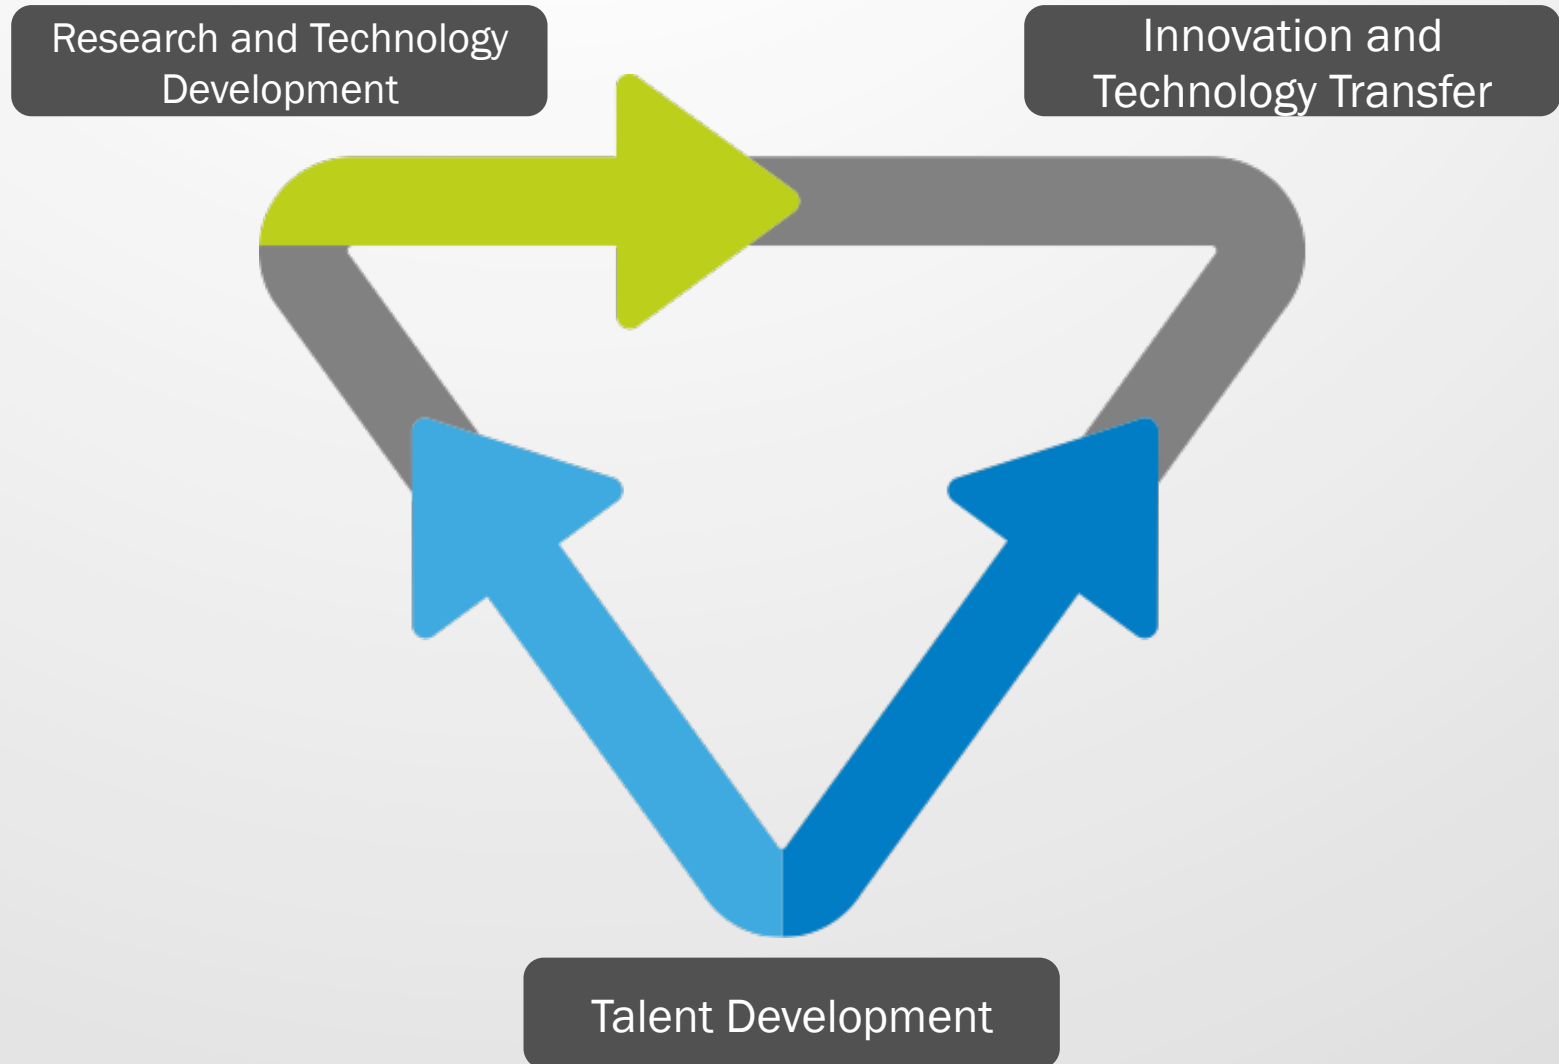 Research and Technology
Development
Innovation and
Technology Transfer
Talent Development